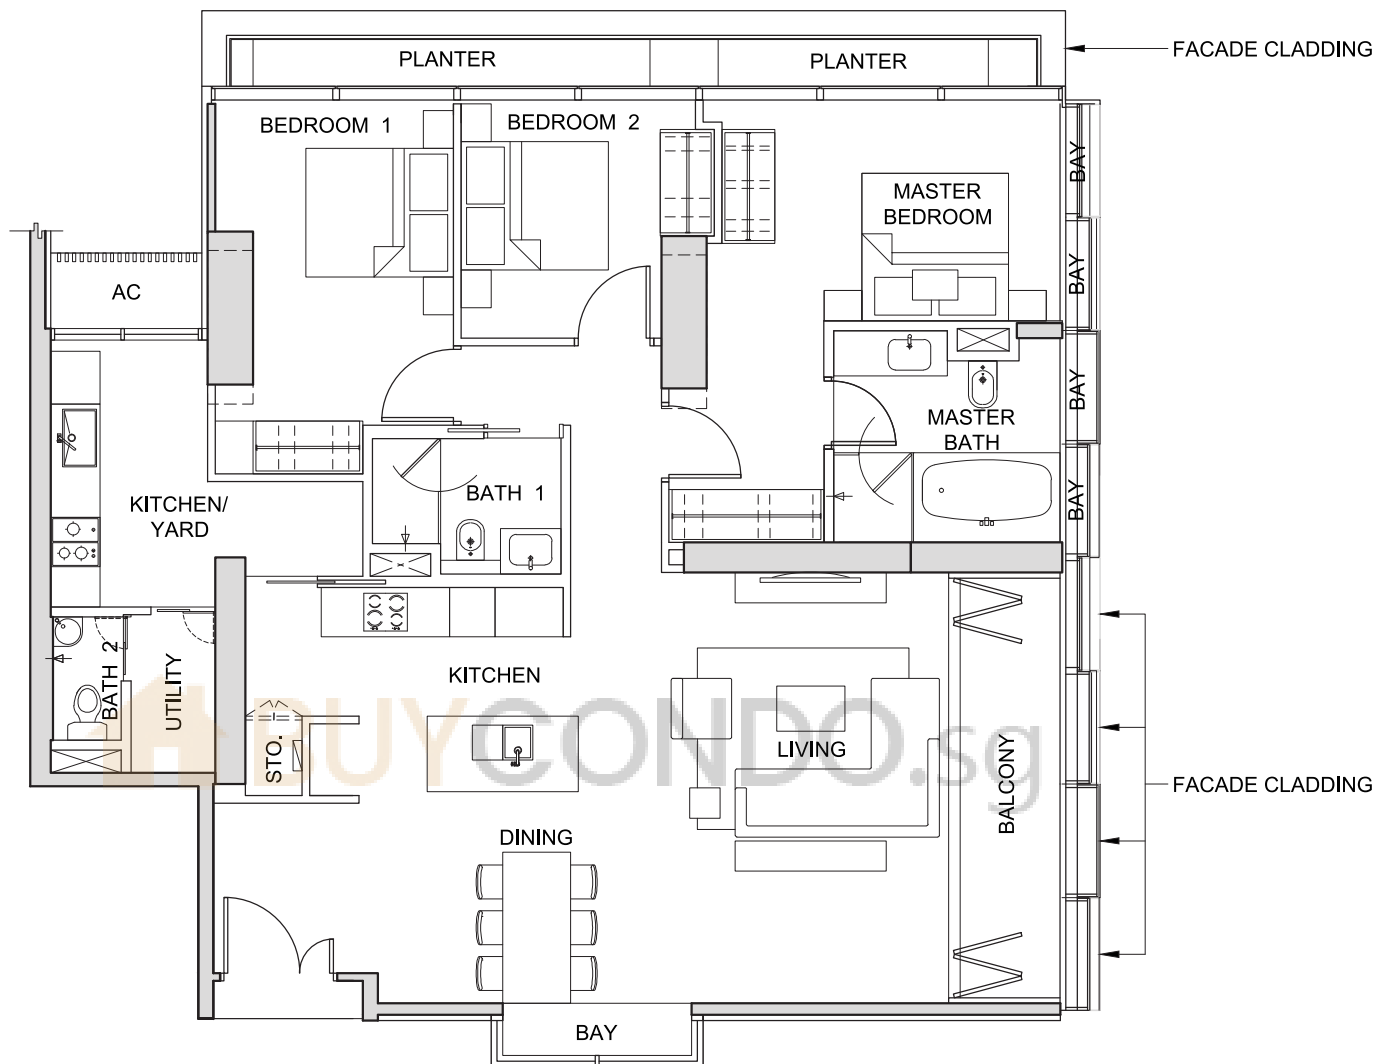 PLANTER
PLANTER
FACADE CLADDING
BEDROOM 1
BEDROOM 2
MASTER
BEDROOM
BAY
BAY
BAY
BAY
AC
MASTER
BATH
BATH 1
KITCHEN/
YARD
KITCHEN
BATH 2
UTILITY
STO.
LIVING
BALCONY
BUYCONDO.sg
FACADE CLADDING
DINING
BAY